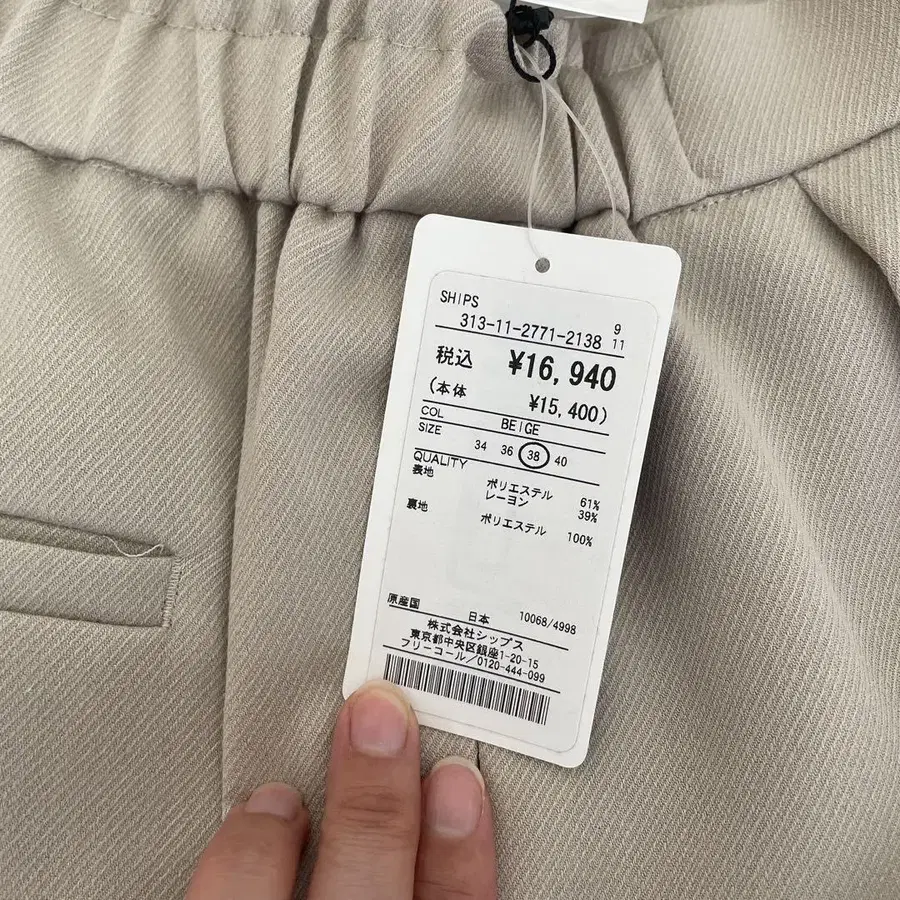 SHIPS
313-11-2771-2138 9 11
税込 ¥16,940
(本体 ¥15,400)
COL BEIGE
SIZE 34 36 38 40
QUALITY
表地 ポリエステル 61%
レーヨン 39%
裏地 ポリエステル 100%
原産国 日本 10068/4998
株式会社シップス
東京都中央区銀座1-20-15
フリーコール/0120-444-099